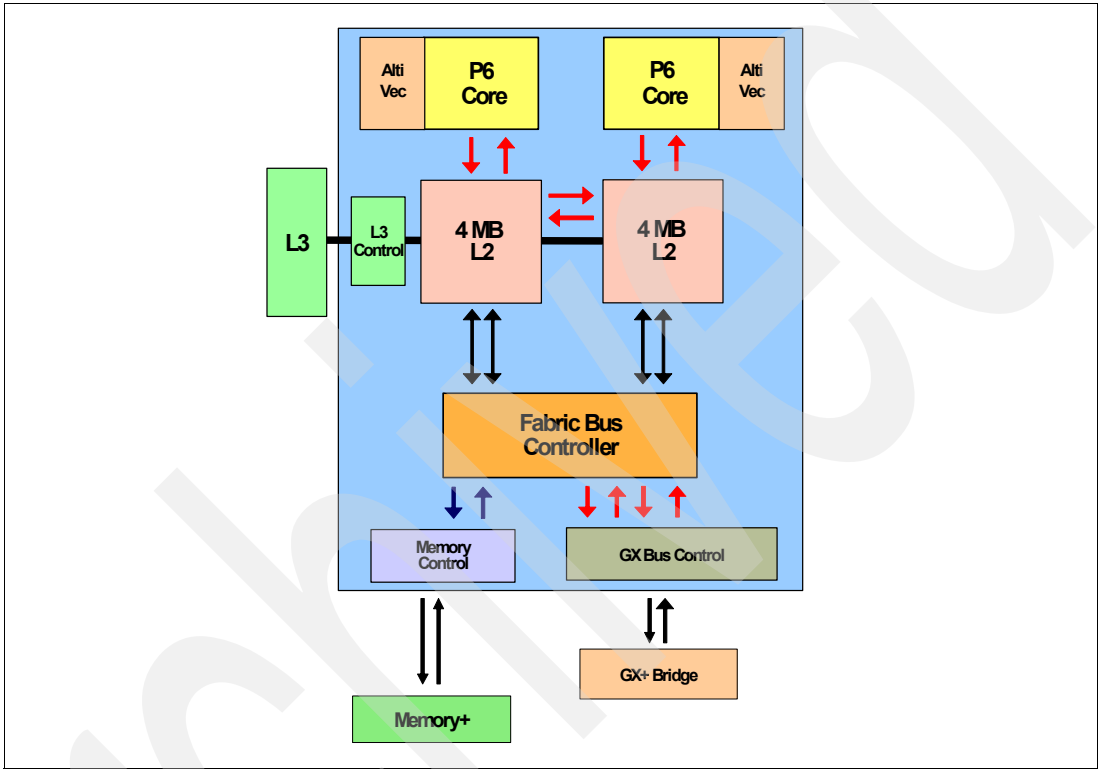 Alti
Vec
P6
Core
P6
Core
Alti
Vec
L3
L3
Control
4 MB
L2
4 MB
L2
Fabric Bus
Controller
Memory
Control
GX Bus Control
GX+ Bridge
Memory+